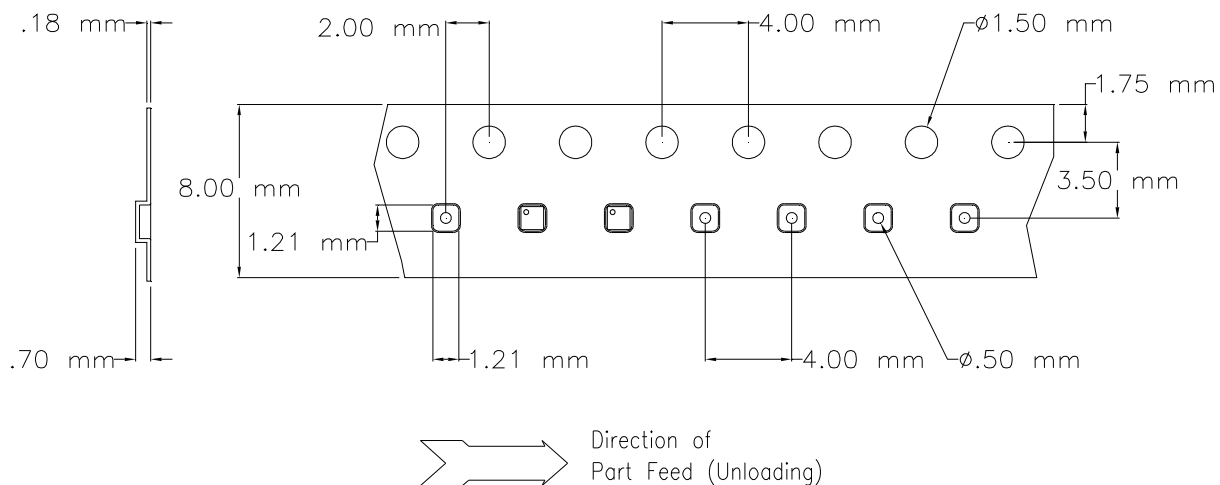 .18 mm
2.00 mm
4.00 mm
ø1.50 mm
1.75 mm
8.00 mm
3.50 mm
1.21 mm
.70 mm
1.21 mm
4.00 mm
ø.50 mm
Direction of
Part Feed (Unloading)